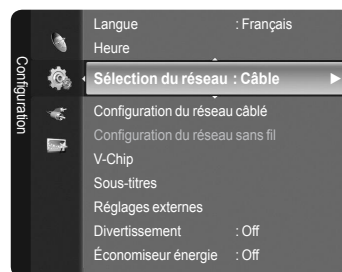 Configuration
Langue : Français
Heure
Sélection du réseau : Câble
Configuration du réseau câblé
Configuration du réseau sans fil
V-Chip
Sous-titres
Réglages externes
Divertissement : Off
Économiseur énergie : Off